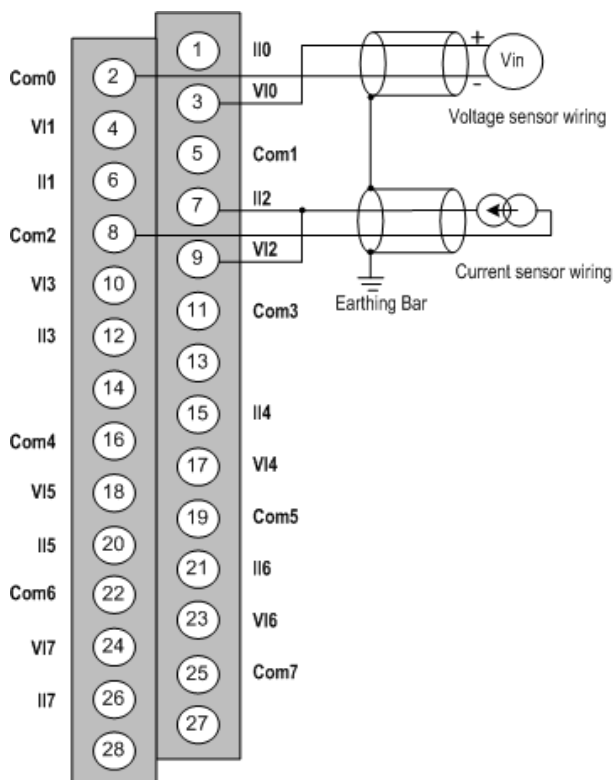 1 II0
+
Com0 2
Vin
3 VI0
-
Voltage sensor wiring
VI1 4
5 Com1
II1 6
7 II2
Com2 8
9 VI2
Current sensor wiring
VI3 10
Earthing Bar
11 Com3
II3 12
13
14
15 II4
Com4 16
17 VI4
VI5 18
19 Com5
II5 20
21 II6
Com6 22
23 VI6
VI7 24
25 Com7
II7 26
27
28